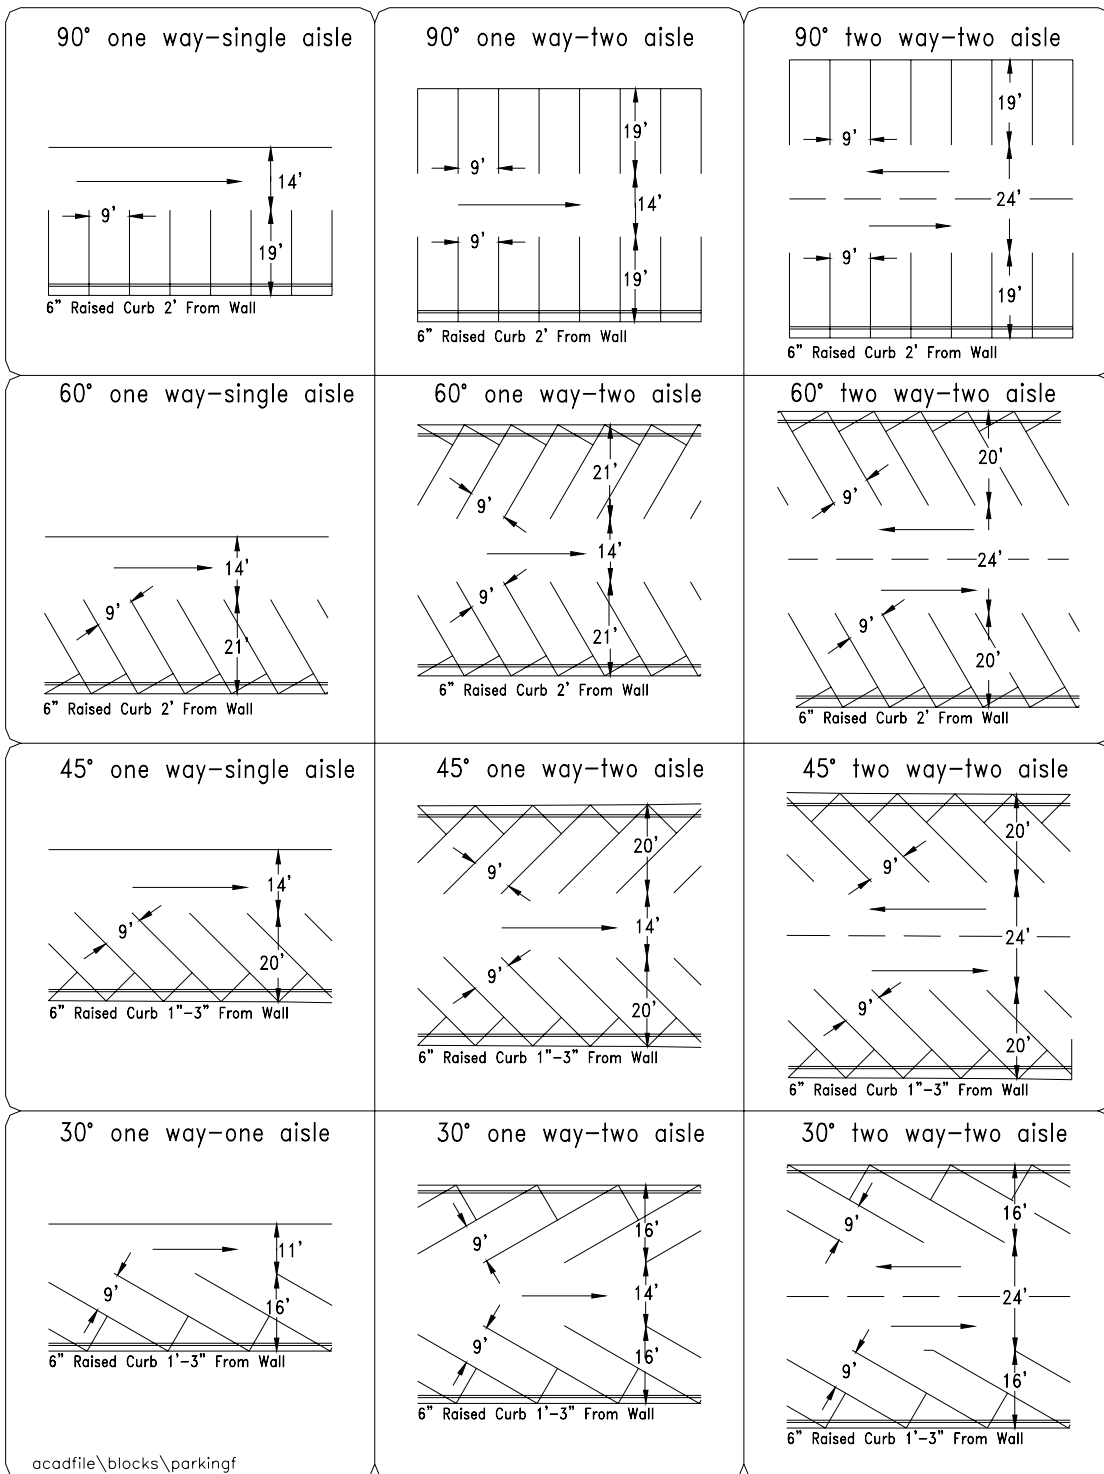 90° one way-single aisle
14'
9'
19'
6" Raised Curb 2' From Wall
90° one way-two aisle
19'
9'
14'
9'
19'
6" Raised Curb 2' From Wall
90° two way-two aisle
19'
9'
24'
9'
19'
6" Raised Curb 2' From Wall
60° one way-single aisle
14'
9'
21'
6" Raised Curb 2' From Wall
60° one way-two aisle
21'
9'
14'
9'
21'
6" Raised Curb 2' From Wall
60° two way-two aisle
20'
9'
24'
9'
20'
6" Raised Curb 2' From Wall
45° one way-single aisle
14'
9'
20'
6" Raised Curb 1"-3" From Wall
45° one way-two aisle
20'
9'
14'
9'
20'
6" Raised Curb 1"-3" From Wall
45° two way-two aisle
20'
9'
24'
9'
20'
6" Raised Curb 1"-3" From Wall
30° one way-one aisle
11'
9'
16'
6" Raised Curb 1'-3" From Wall
30° one way-two aisle
16'
9'
14'
9'
16'
6" Raised Curb 1'-3" From Wall
30° two way-two aisle
16'
9'
24'
9'
16'
6" Raised Curb 1'-3" From Wall
acadfile\blocks\parkingf